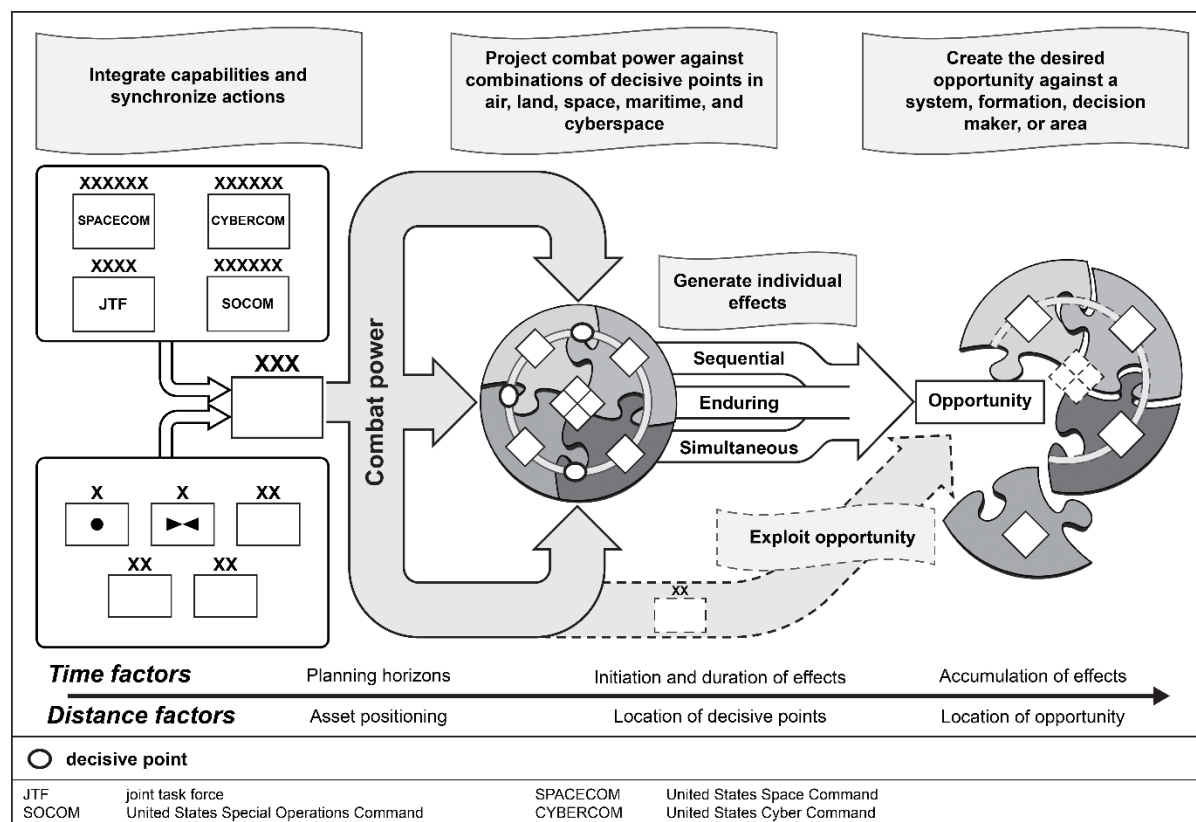 Integrate capabilities and
synchronize actions
Project combat power against
combinations of decisive points in
air, land, space, maritime, and
cyberspace
Create the desired
opportunity against a
system, formation, decision
maker, or area
XXXXXX
SPACECOM
XXXXXX
CYBERCOM
XXXX
JTF
XXXXXX
SOCOM
XXX
X
X
XX
XX
XX
Combat power
Generate individual
effects
Sequential
Enduring
Simultaneous
Opportunity
Exploit opportunity
XX
Time factors
Planning horizons
Initiation and duration of effects
Accumulation of effects
Distance factors
Asset positioning
Location of decisive points
Location of opportunity
decisive point
JTF joint task force
SPACECOM United States Space Command
SOCOM United States Special Operations Command
CYBERCOM United States Cyber Command